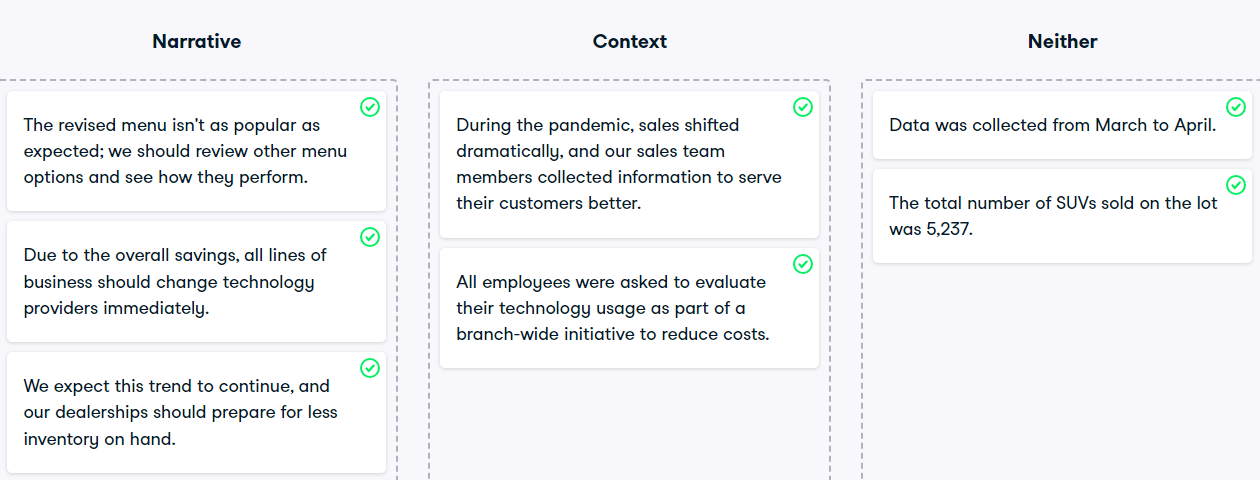 Narrative
The revised menu isn't as popular as
expected; we should review other menu
options and see how they perform.
Due to the overall savings, all lines of
business should change technology
providers immediately.
We expect this trend to continue, and
our dealerships should prepare for less
inventory on hand.
Context
During the pandemic, sales shifted
dramatically, and our sales team
members collected information to serve
their customers better.
All employees were asked to evaluate
their technology usage as part of a
branch-wide initiative to reduce costs.
Neither
Data was collected from March to April.
The total number of SUVs sold on the lot
was 5,237.